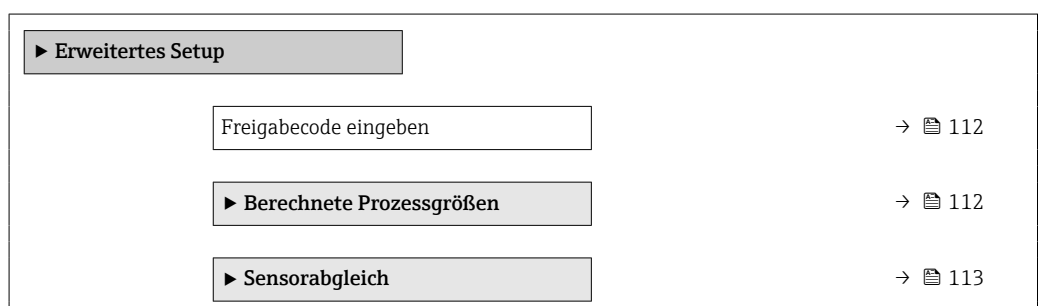 ▶ Erweitertes Setup
Freigabecode eingeben → 112
▶ Berechnete Prozessgrößen → 112
▶ Sensorabgleich → 113